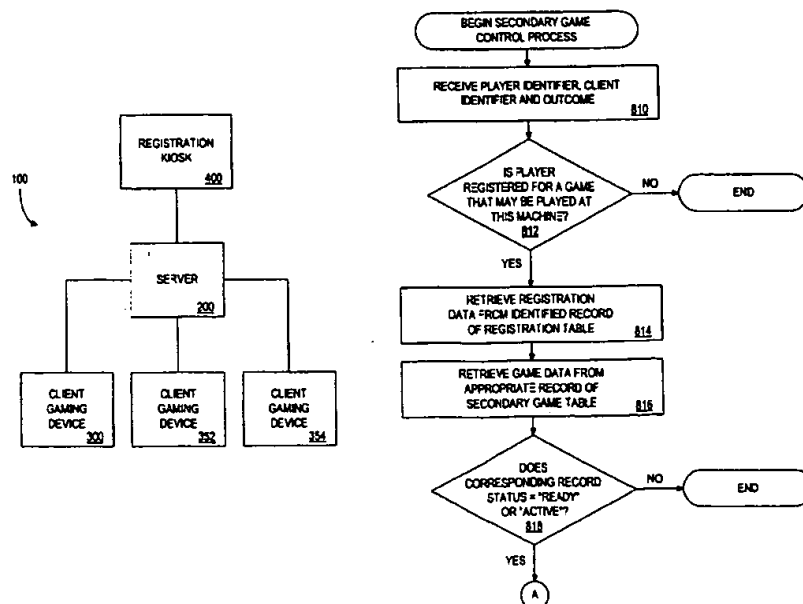 100
REGISTRATION
KIOSK
400
SERVER
200
CLIENT
GAMING
DEVICE
300
CLIENT
GAMING
DEVICE
352
CLIENT
GAMING
DEVICE
354
BEGIN SECONDARY GAME
CONTROL PROCESS
RECEIVE PLAYER IDENTIFIER, CLIENT
IDENTIFIER AND OUTCOME
810
IS PLAYER
REGISTERED FOR A GAME
THAT MAY BE PLAYED AT
THIS MACHINE?
812
NO
END
YES
RETRIEVE REGISTRATION
DATA FROM IDENTIFIED RECORD
OF REGISTRATION TABLE
814
RETRIEVE GAME DATA FROM
APPROPRIATE RECORD OF
SECONDARY GAME TABLE
816
DOES
CORRESPONDING RECORD
STATUS = "READY"
OR "ACTIVE"?
818
NO
END
YES
A